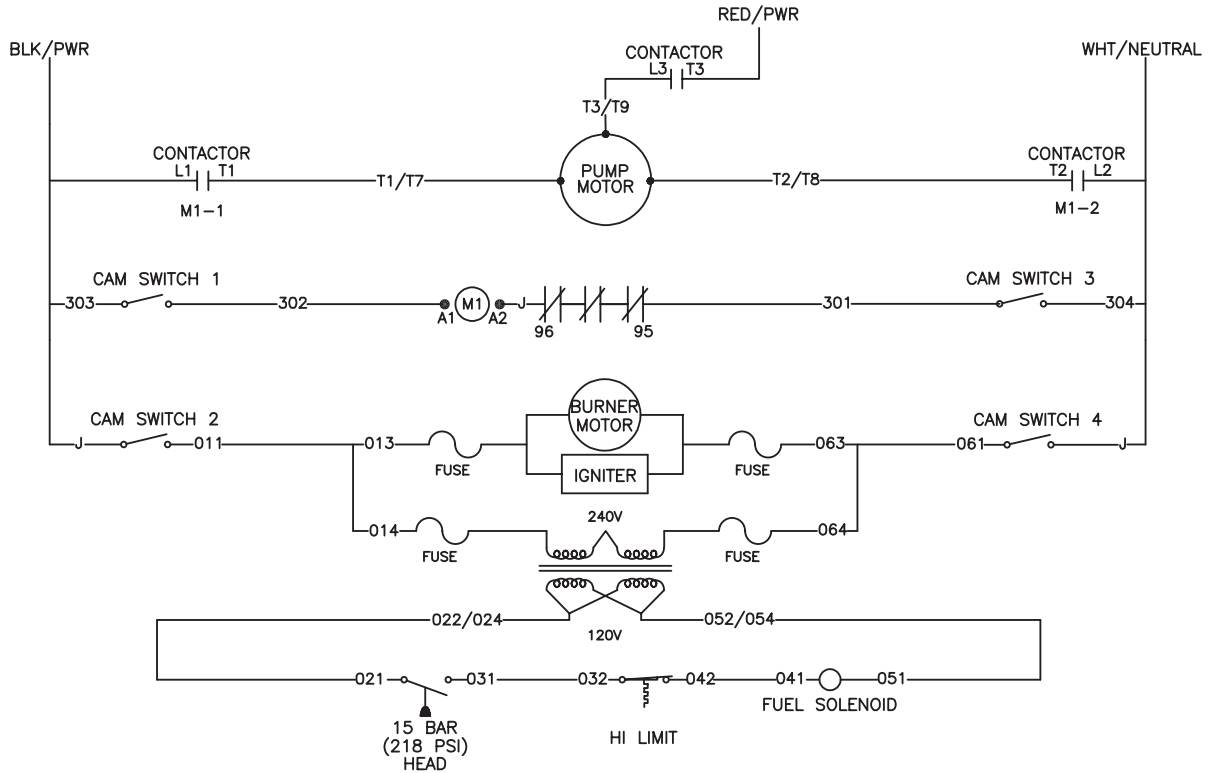 RED/PWR
BLK/PWR
WHT/NEUTRAL
CONTACTOR
L3 T3
T3/T9
CONTACTOR
L1 T1
M1-1
T1/T7
PUMP
MOTOR
T2/T8
CONTACTOR
T2 L2
M1-2
CAM SWITCH 1
303
302
A1
M1
A2
J
96
95
301
CAM SWITCH 3
304
CAM SWITCH 2
J
011
013
FUSE
BURNER
MOTOR
IGNITER
FUSE
063
061
CAM SWITCH 4
J
014
FUSE
240V
FUSE
064
022/024
120V
052/054
021
031
032
042
041
051
FUEL SOLENOID
15 BAR
(218 PSI)
HEAD
HI LIMIT